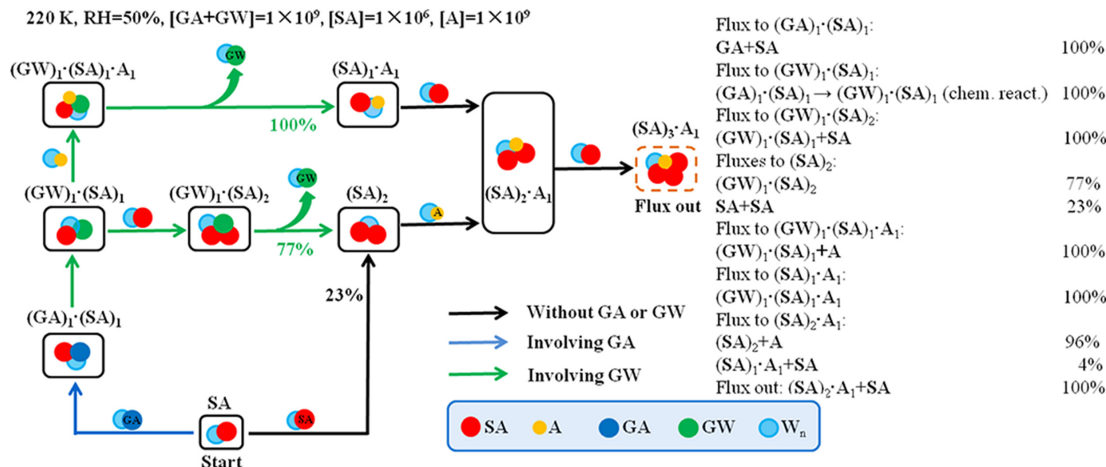 220 K, RH=50%, [GA+GW]=1×10⁹, [SA]=1×10⁶, [A]=1×10⁹
(GW)₁·(SA)₁·A₁
GW
(SA)₁·A₁
100%
(SA)₂·A₁
(SA)₃·A₁
Flux out
(GW)₁·(SA)₁
(GW)₁·(SA)₂
GW
(SA)₂
A
77%
23%
(GA)₁·(SA)₁
GA
SA
SA
Start
Without GA or GW
Involving GA
Involving GW
SA
A
GA
GW
Wₙ
Flux to (GA)₁·(SA)₁:
GA+SA 100%
Flux to (GW)₁·(SA)₁:
(GA)₁·(SA)₁→(GW)₁·(SA)₁ (chem. react.) 100%
Flux to (GW)₁·(SA)₂:
(GW)₁·(SA)₁+SA 100%
Fluxes to (SA)₂:
(GW)₁·(SA)₂ 77%
SA+SA 23%
Flux to (GW)₁·(SA)₁·A₁:
(GW)₁·(SA)₁+A 100%
Flux to (SA)₁·A₁:
(GW)₁·(SA)₁·A₁ 100%
Flux to (SA)₂·A₁:
(SA)₂+A 96%
(SA)₁·A₁+SA 4%
Flux out: (SA)₂·A₁+SA 100%